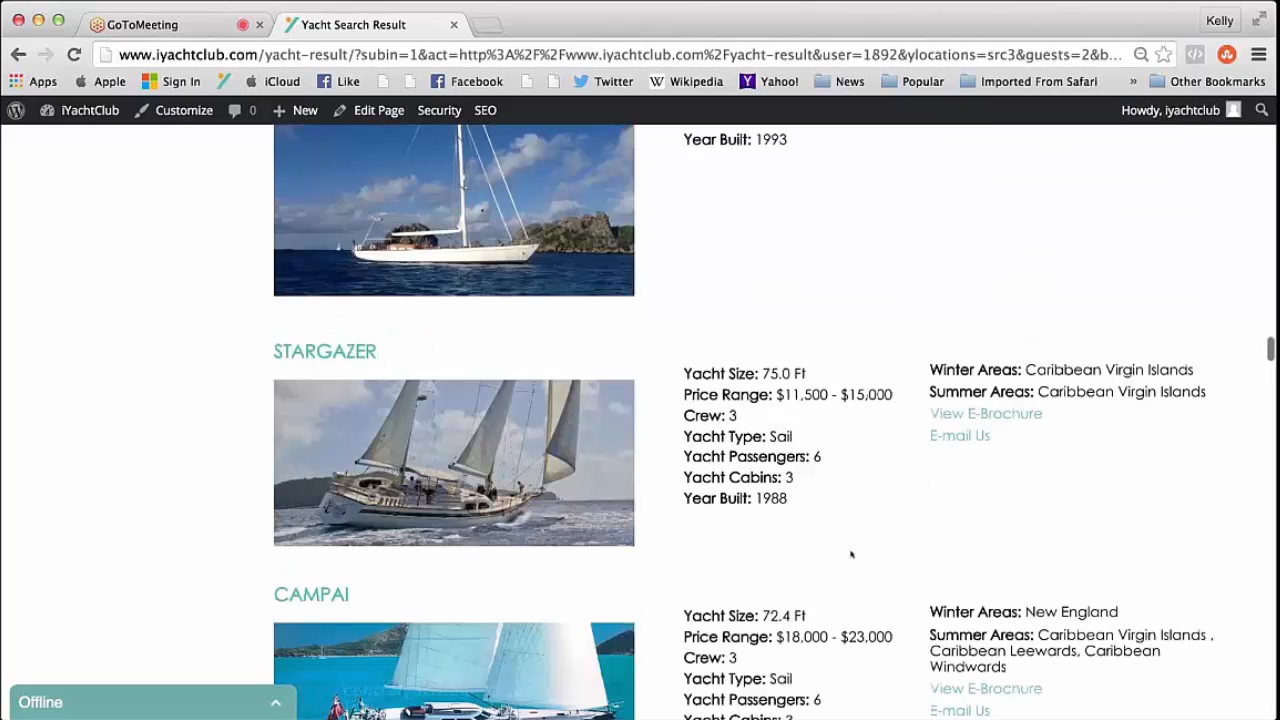 GoToMeeting
Yacht Search Result
Kelly
www.iyachtclub.com/yacht-result/?subin=1&act=http%3A%2F%2Fwww.iyachtclub.com%2Fyacht-result&user=1892&ylocations=src3&guests=2&b...
Apps Apple Sign In iCloud Like Facebook Twitter Wikipedia Yahoo! News Popular Imported From Safari » Other Bookmarks
iYachtClub Customize 0 New Edit Page Security SEO Howdy, iyachtclub
Year Built: 1993
STARGAZER
Yacht Size: 75.0 Ft
Price Range: $11,500 - $15,000
Crew: 3
Yacht Type: Sail
Yacht Passengers: 6
Yacht Cabins: 3
Year Built: 1988
Winter Areas: Caribbean Virgin Islands
Summer Areas: Caribbean Virgin Islands
View E-Brochure
E-mail Us
CAMPAI
Yacht Size: 72.4 Ft
Price Range: $18,000 - $23,000
Crew: 3
Yacht Type: Sail
Yacht Passengers: 6
Yacht Cabins: 3
Winter Areas: New England
Summer Areas: Caribbean Virgin Islands ,
Caribbean Leewards, Caribbean
Windwards
View E-Brochure
E-mail Us
Offline